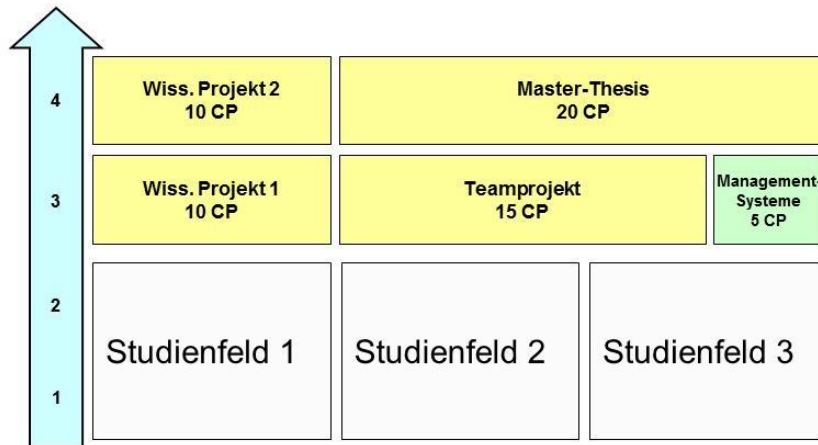 4
Wiss. Projekt 2
10 CP
Master-Thesis
20 CP
3
Wiss. Projekt 1
10 CP
Teamprojekt
15 CP
Management-
Systeme
5 CP
2
1
Studienfeld 1
Studienfeld 2
Studienfeld 3